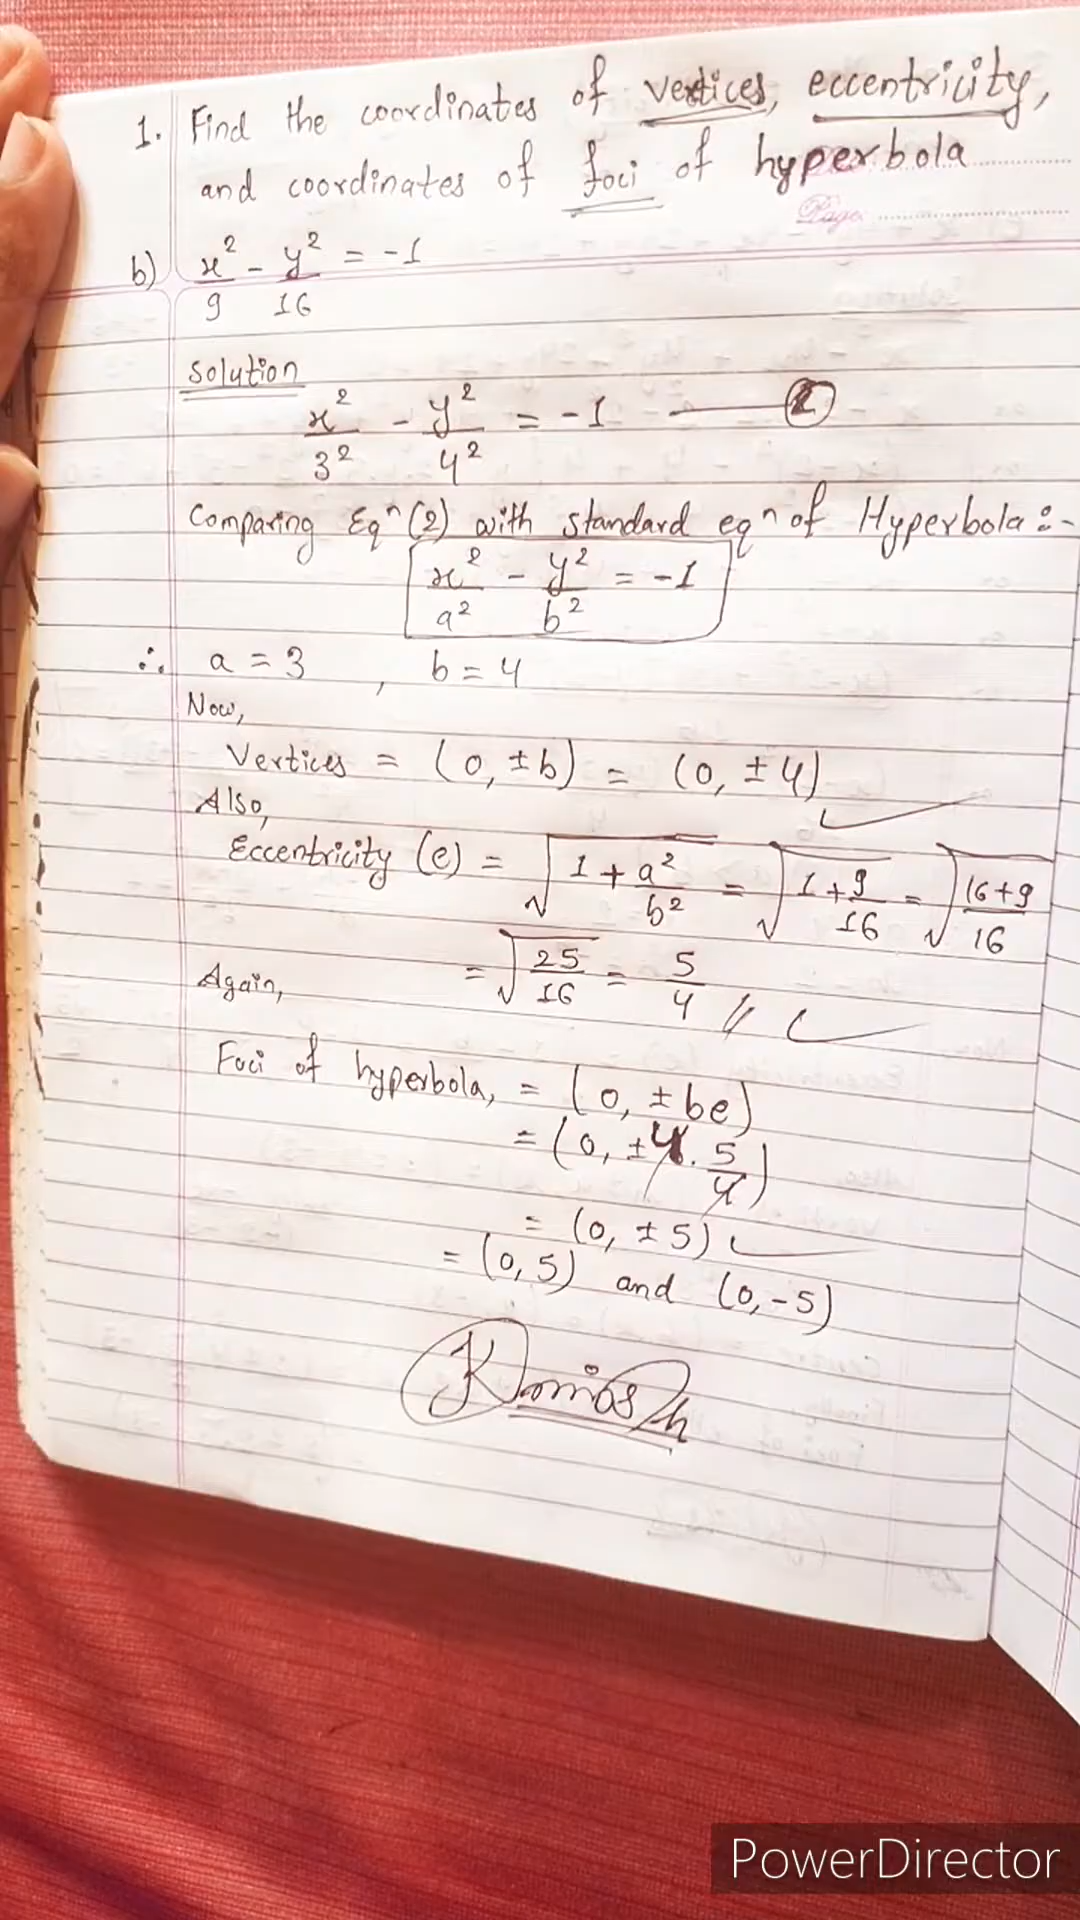 1. Find the coordinates of vertices, eccentricity,
and coordinates of foci of hyperbola
Page
b) x²/9 - y²/16 = -1
Solution
x²/3² - y²/4² = -1 —— 2
Comparing Eqⁿ(2) with standard eqⁿ of Hyperbola :-
x²/a² - y²/b² = -1
∴ a = 3 , b = 4
Now,
Vertices = (0, ±b) = (0, ±4)
Also,
Eccentricity (e) = √(1 + a²/b²) = √(1 + 9/16) = √((16+9)/16)
= √(25/16) = 5/4 //
Again,
Foci of hyperbola, = (0, ±be)
= (0, ±4 . 5/4)
= (0, ±5)
= (0, 5) and (0, -5)
PowerDirector